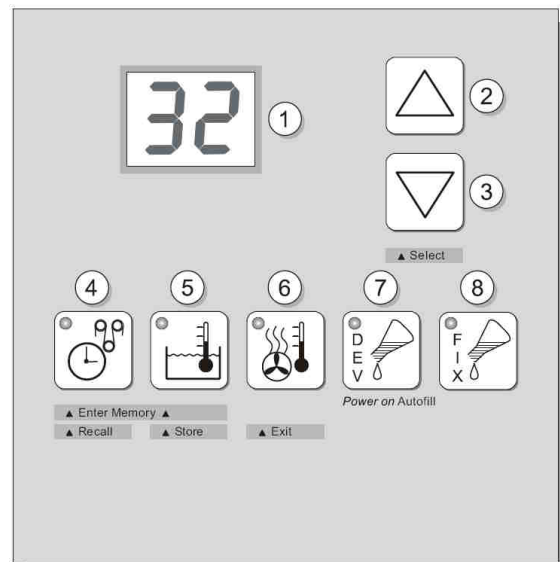 32
1
2
3
▲ Select
4
5
6
7
8
D
E
V
F
I
X
Power on Autofill
▲ Enter Memory ▲
▲ Recall
▲ Store
▲ Exit